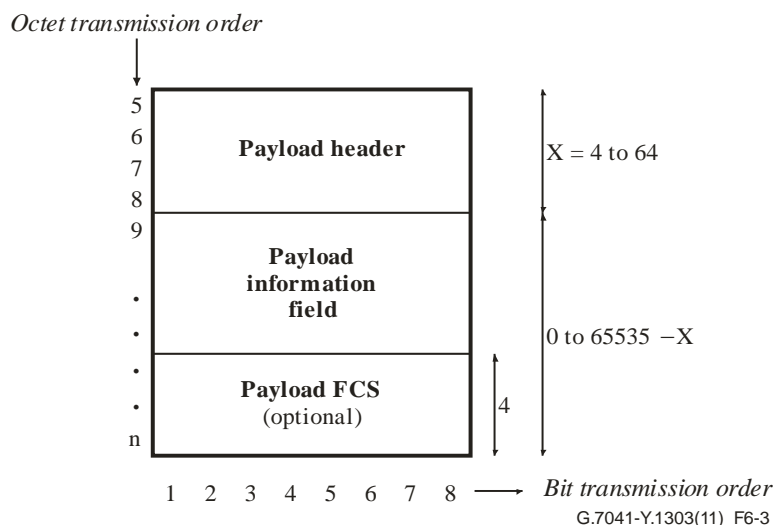 Octet transmission order
5
6
7
8
9
.
.
.
.
n
Payload header
X = 4 to 64
Payload
information
field
0 to 65535 −X
Payload FCS
(optional)
4
1 2 3 4 5 6 7 8
Bit transmission order
G.7041-Y.1303(11)_F6-3